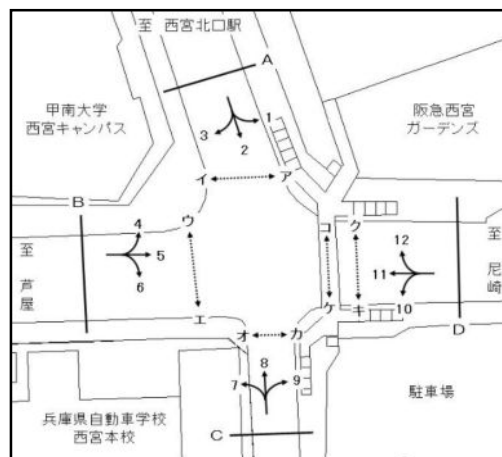 至 西宮北口駅
A
甲南大学
西宮キャンパス
阪急西宮
ガーデンズ
1
3
2
イ
ア
B
ウ
コ
ク
4
5
6
至
芦
屋
12
11
10
至
尼
崎
エ
ケ
キ
D
オ
カ
8
7
9
兵庫県自動車学校
西宮本校
C
駐車場